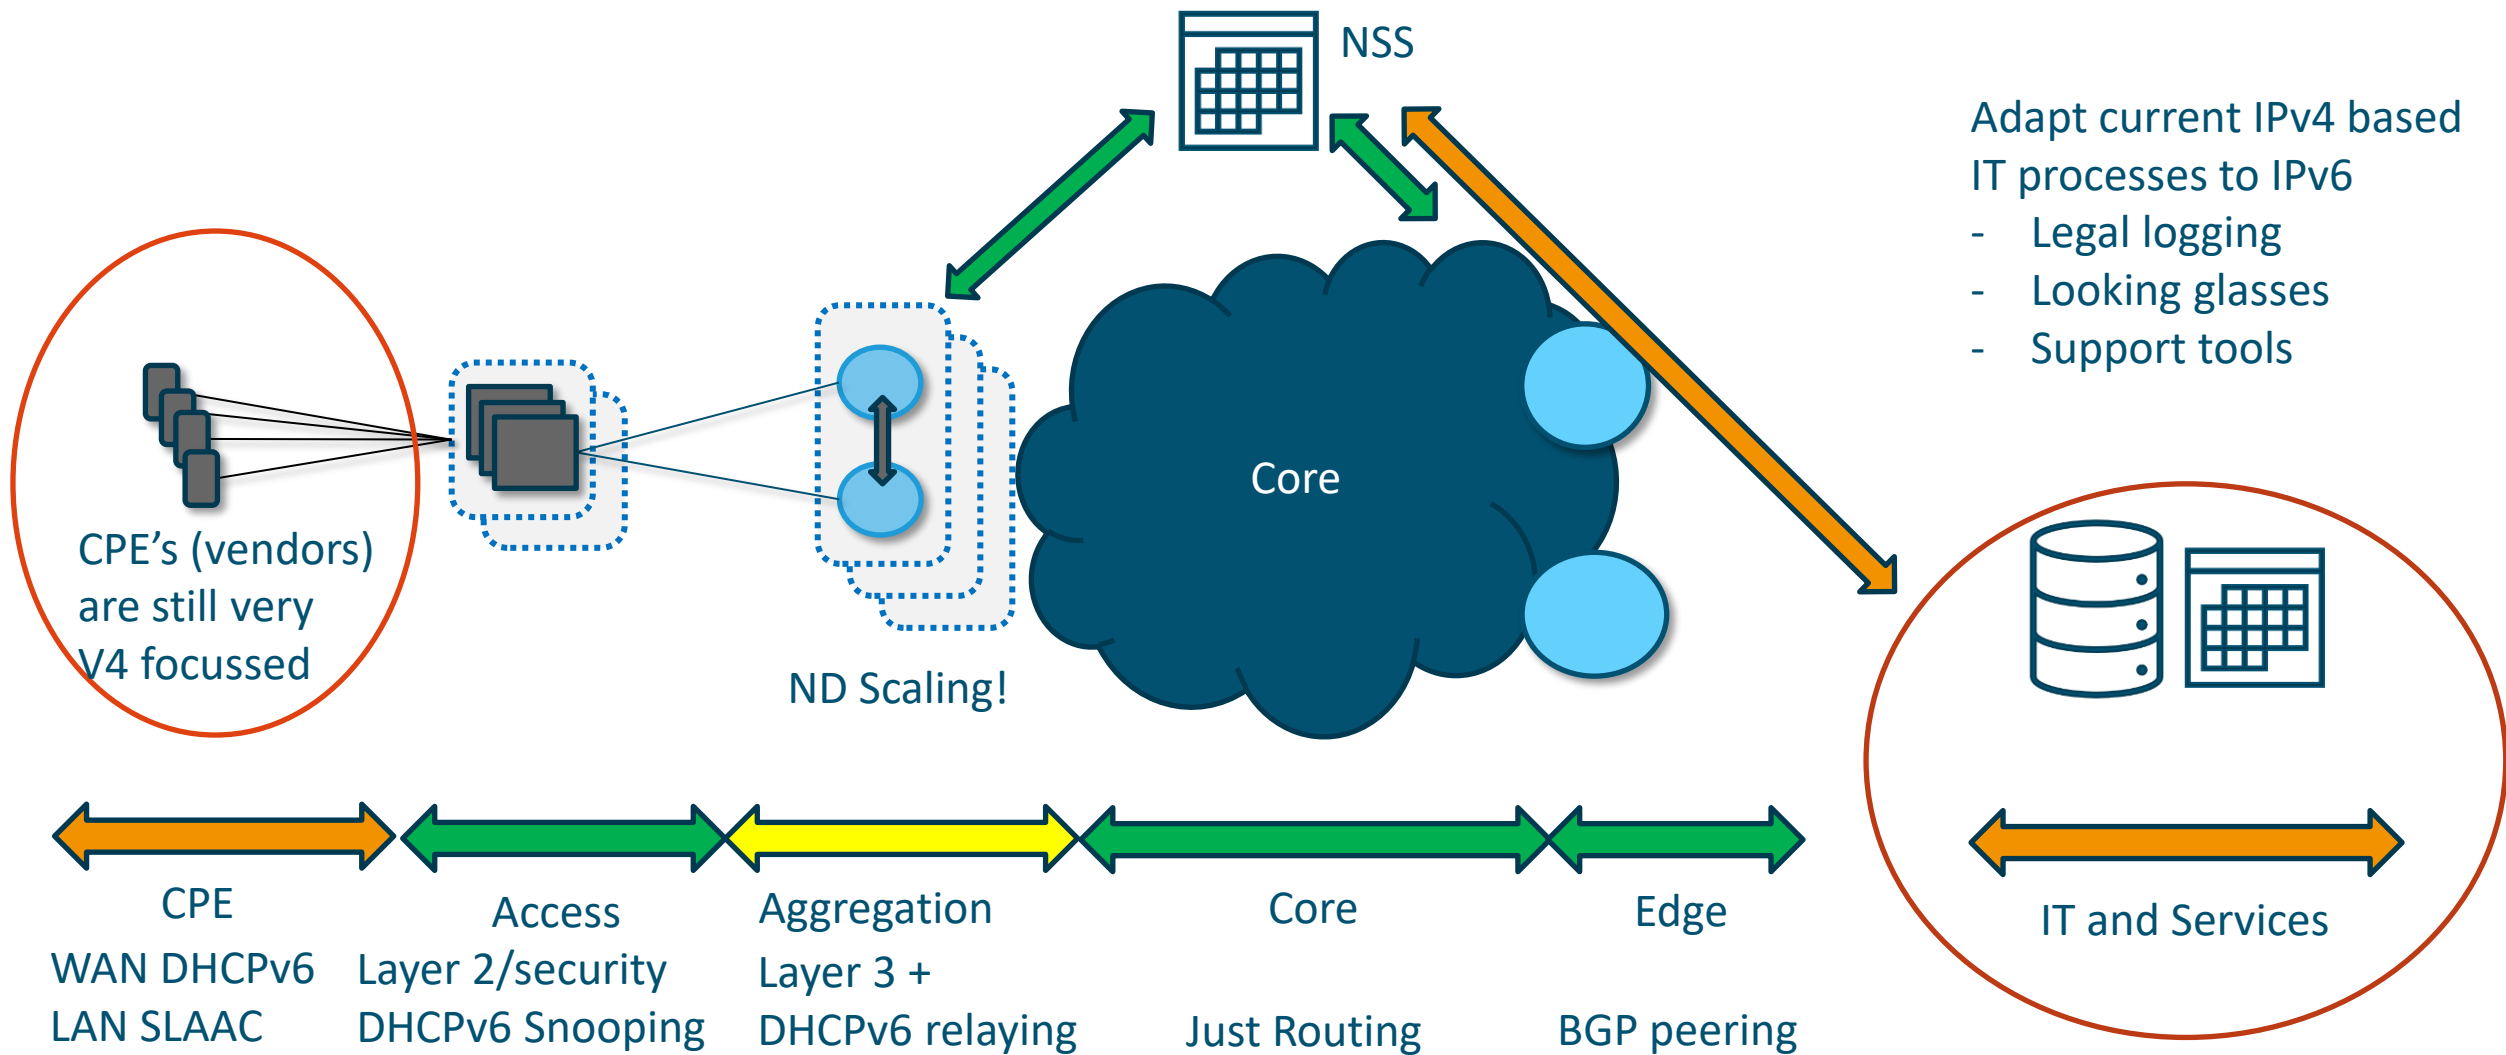 NSS
Adapt current IPv4 based
IT processes to IPv6
- Legal logging
- Looking glasses
- Support tools
Core
CPE's (vendors)
are still very
V4 focussed
ND Scaling!
CPE
WAN DHCPv6
LAN SLAAC
Access
Layer 2/security
DHCPv6 Snooping
Aggregation
Layer 3 +
DHCPv6 relaying
Core
Just Routing
Edge
BGP peering
IT and Services